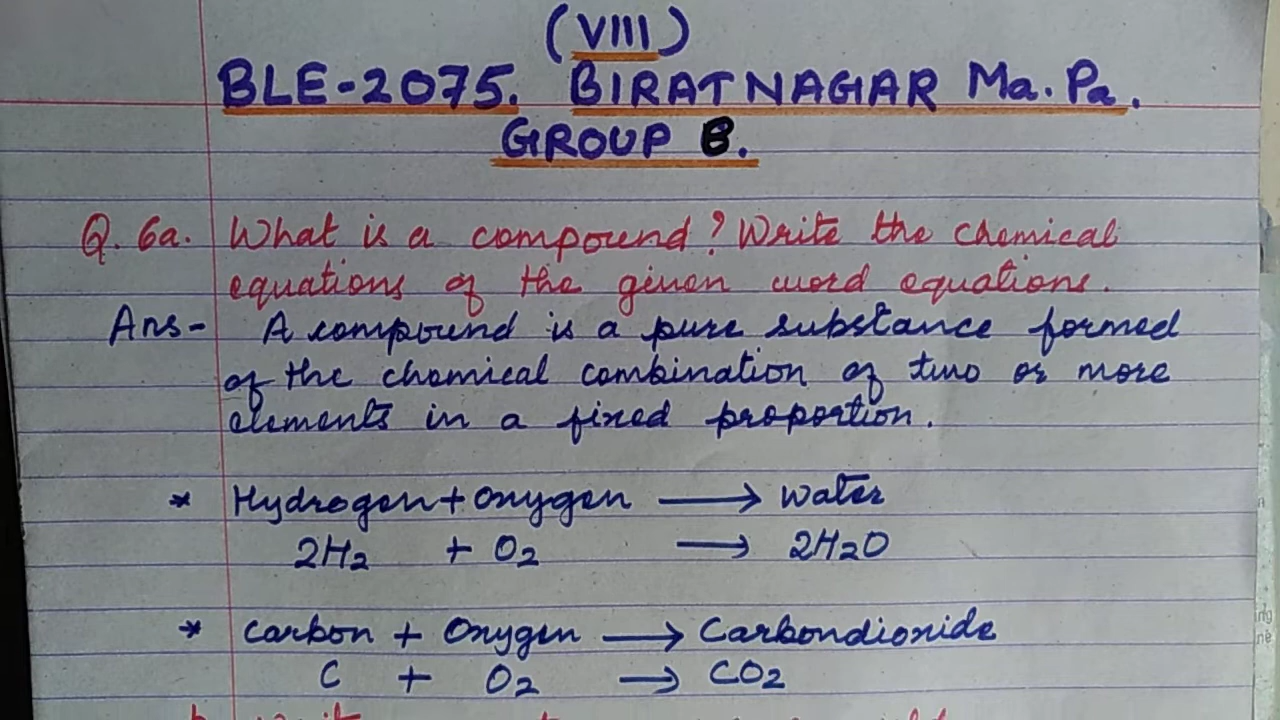 (VIII)
BLE-2075. BIRATNAGAR Ma. Pa.
GROUP B.
Q. 6a. What is a compound? Write the chemical
equations of the given word equations.
Ans- A compound is a pure substance formed
of the chemical combination of two or more
elements in a fixed proportion.
* Hydrogen + Oxygen → Water
2H₂ + O₂ → 2H₂O
* Carbon + Oxygen → Carbondioxide
C + O₂ → CO₂